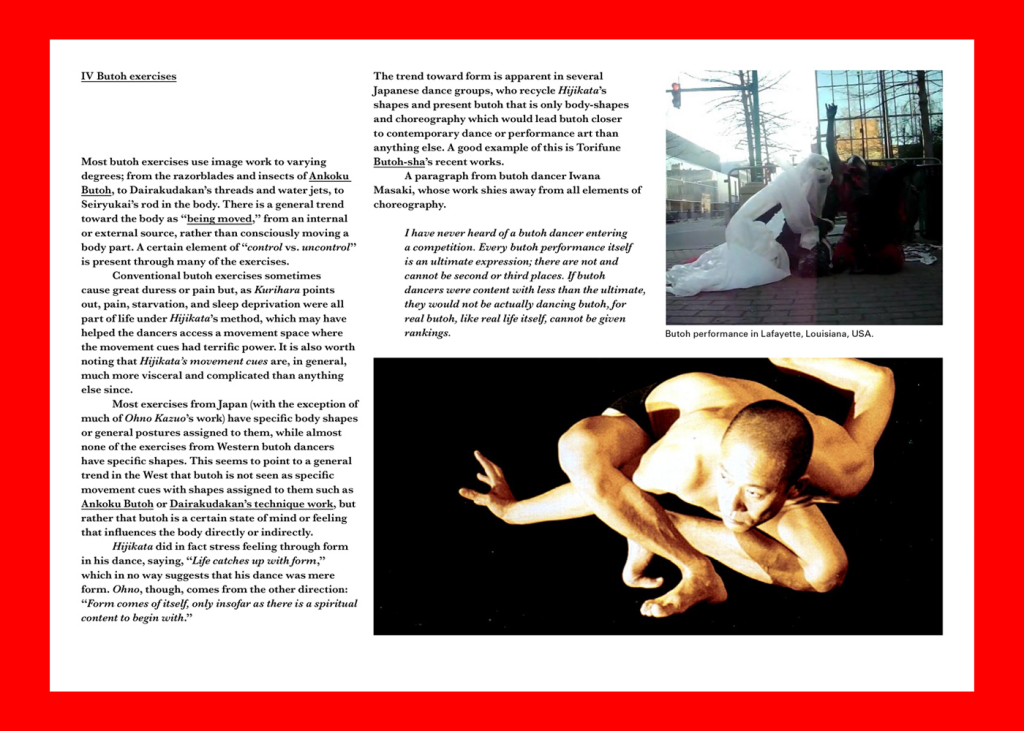 IV Butoh exercises
Most butoh exercises use image work to varying
degrees; from the razorblades and insects of Ankoku
Butoh, to Dairakudakan’s threads and water jets, to
Seiryukai’s rod in the body. There is a general trend
toward the body as “being moved,” from an internal
or external source, rather than consciously moving a
body part. A certain element of “control vs. uncontrol”
is present through many of the exercises.
Conventional butoh exercises sometimes
cause great duress or pain but, as Kurihara points
out, pain, starvation, and sleep deprivation were all
part of life under Hijikata’s method, which may have
helped the dancers access a movement space where
the movement cues had terrific power. It is also worth
noting that Hijikata’s movement cues are, in general,
much more visceral and complicated than anything
else since.
Most exercises from Japan (with the exception of
much of Ohno Kazuo’s work) have specific body shapes
or general postures assigned to them, while almost
none of the exercises from Western butoh dancers
have specific shapes. This seems to point to a general
trend in the West that butoh is not seen as specific
movement cues with shapes assigned to them such as
Ankoku Butoh or Dairakudakan’s technique work, but
rather that butoh is a certain state of mind or feeling
that influences the body directly or indirectly.
Hijikata did in fact stress feeling through form
in his dance, saying, “Life catches up with form,”
which in no way suggests that his dance was mere
form. Ohno, though, comes from the other direction:
“Form comes of itself, only insofar as there is a spiritual
content to begin with.”
The trend toward form is apparent in several
Japanese dance groups, who recycle Hijikata’s
shapes and present butoh that is only body-shapes
and choreography which would lead butoh closer
to contemporary dance or performance art than
anything else. A good example of this is Torifune
Butoh-sha’s recent works.
A paragraph from butoh dancer Iwana
Masaki, whose work shies away from all elements of
choreography.
I have never heard of a butoh dancer entering
a competition. Every butoh performance itself
is an ultimate expression; there are not and
cannot be second or third places. If butoh
dancers were content with less than the ultimate,
they would not be actually dancing butoh, for
real butoh, like real life itself, cannot be given
rankings.
Butoh performance in Lafayette, Louisiana, USA.